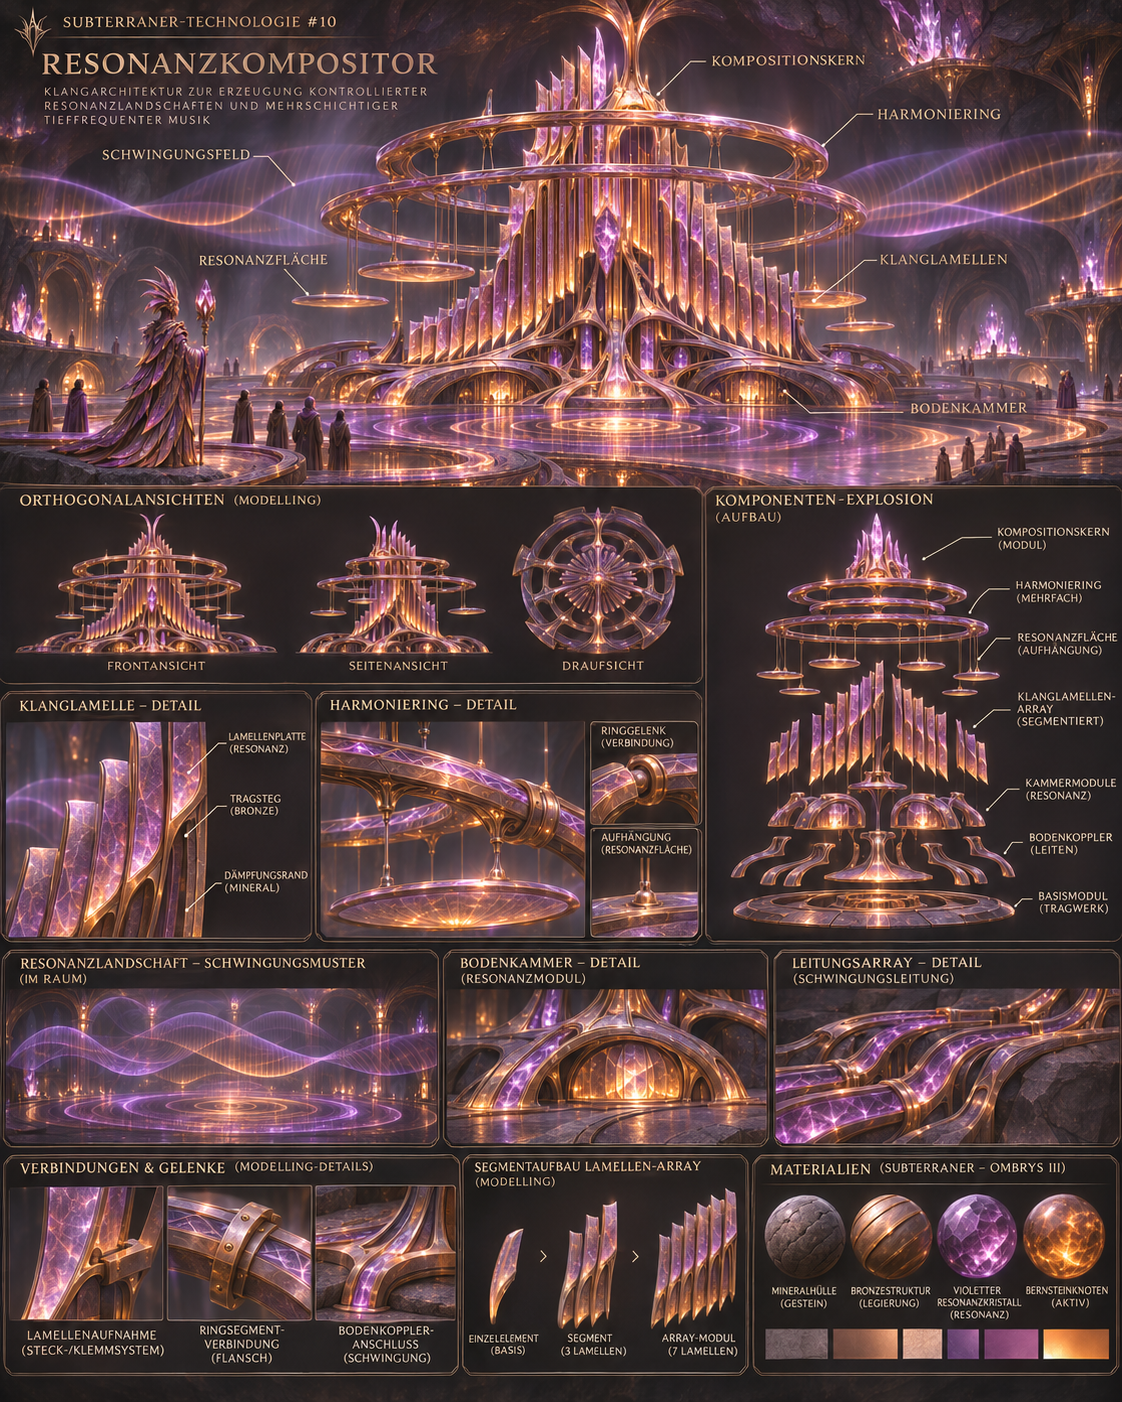 SUBTERRANER-TECHNOLOGIE #10
RESONANZKOMPOSITOR
KLANGARCHITEKTUR ZUR ERZEUGUNG KONTROLLIERTER
RESONANZLANDSCHAFTEN UND MEHRSCHICHTIGER
TIEFFREQUENTER MUSIK
KOMPOSITIONSKERN
HARMONIERING
SCHWINGUNGSFELD
RESONANZFLÄCHE
KLANGLAMELLEN
BODENKAMMER
ORTHOGONALANSICHTEN (MODELLING)
FRONTANSICHT
SEITENANSICHT
DRAUFSICHT
KOMPONENTEN-EXPLOSION
(AUFBAU)
KOMPOSITIONSKERN
(MODUL)
HARMONIERING
(MEHRFACH)
RESONANZFLÄCHE
(AUFHÄNGUNG)
KLANGLAMELLEN-
ARRAY
(SEGMENTIERT)
KAMMERMODULE
(RESONANZ)
BODENKOPPLER
(LEITEN)
BASISMODUL
(TRAGWERK)
KLANGLAMELLE – DETAIL
LAMELLENPLATTE
(RESONANZ)
TRAGSTEG
(BRONZE)
DÄMPFUNGSRAND
(MINERAL)
HARMONIERING – DETAIL
RINGGELENK
(VERBINDUNG)
AUFHÄNGUNG
(RESONANZFLÄCHE)
RESONANZLANDSCHAFT – SCHWINGUNGSMUSTER
(IM RAUM)
BODENKAMMER – DETAIL
(RESONANZMODUL)
LEITUNGSARRAY – DETAIL
(SCHWINGUNGSLEITUNG)
VERBINDUNGEN & GELENKE (MODELLING-DETAILS)
LAMELLENAUFNAHME
(STECK-/KLEMMSYSTEM)
RINGSEGMENT-
VERBINDUNG
(FLANSCH)
BODENKOPPLER-
ANSCHLUSS
(SCHWINGUNG)
SEGMENTAUFBAU LAMELLEN-ARRAY
(MODELLING)
EINZELELEMENT
(BASIS)
SEGMENT
(3 LAMELLEN)
ARRAY-MODUL
(7 LAMELLEN)
MATERIALIEN (SUBTERRANER – OMBRYS III)
MINERALHÜLLE
(GESTEIN)
BRONZESTRUKTUR
(LEGIERUNG)
VIOLETTER
RESONANZKRISTALL
(RESONANZ)
BERNSTEINKNOTEN
(AKTIV)